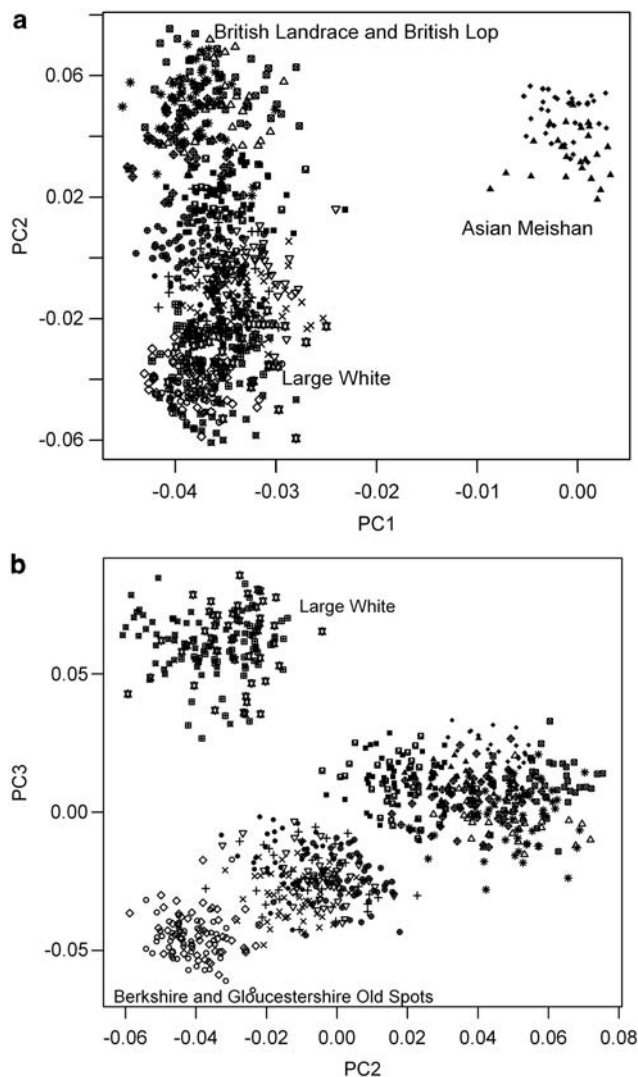 a
British Landrace and British Lop
0.06
0.02
-0.02
-0.06
PC2
Asian Meishan
Large White
-0.04
-0.03
-0.02
-0.01
0.00
PC1
b
Large White
0.05
0.00
-0.05
PC3
Berkshire and Gloucestershire Old Spots
-0.06
-0.04
-0.02
0.00
0.02
0.04
0.06
0.08
PC2